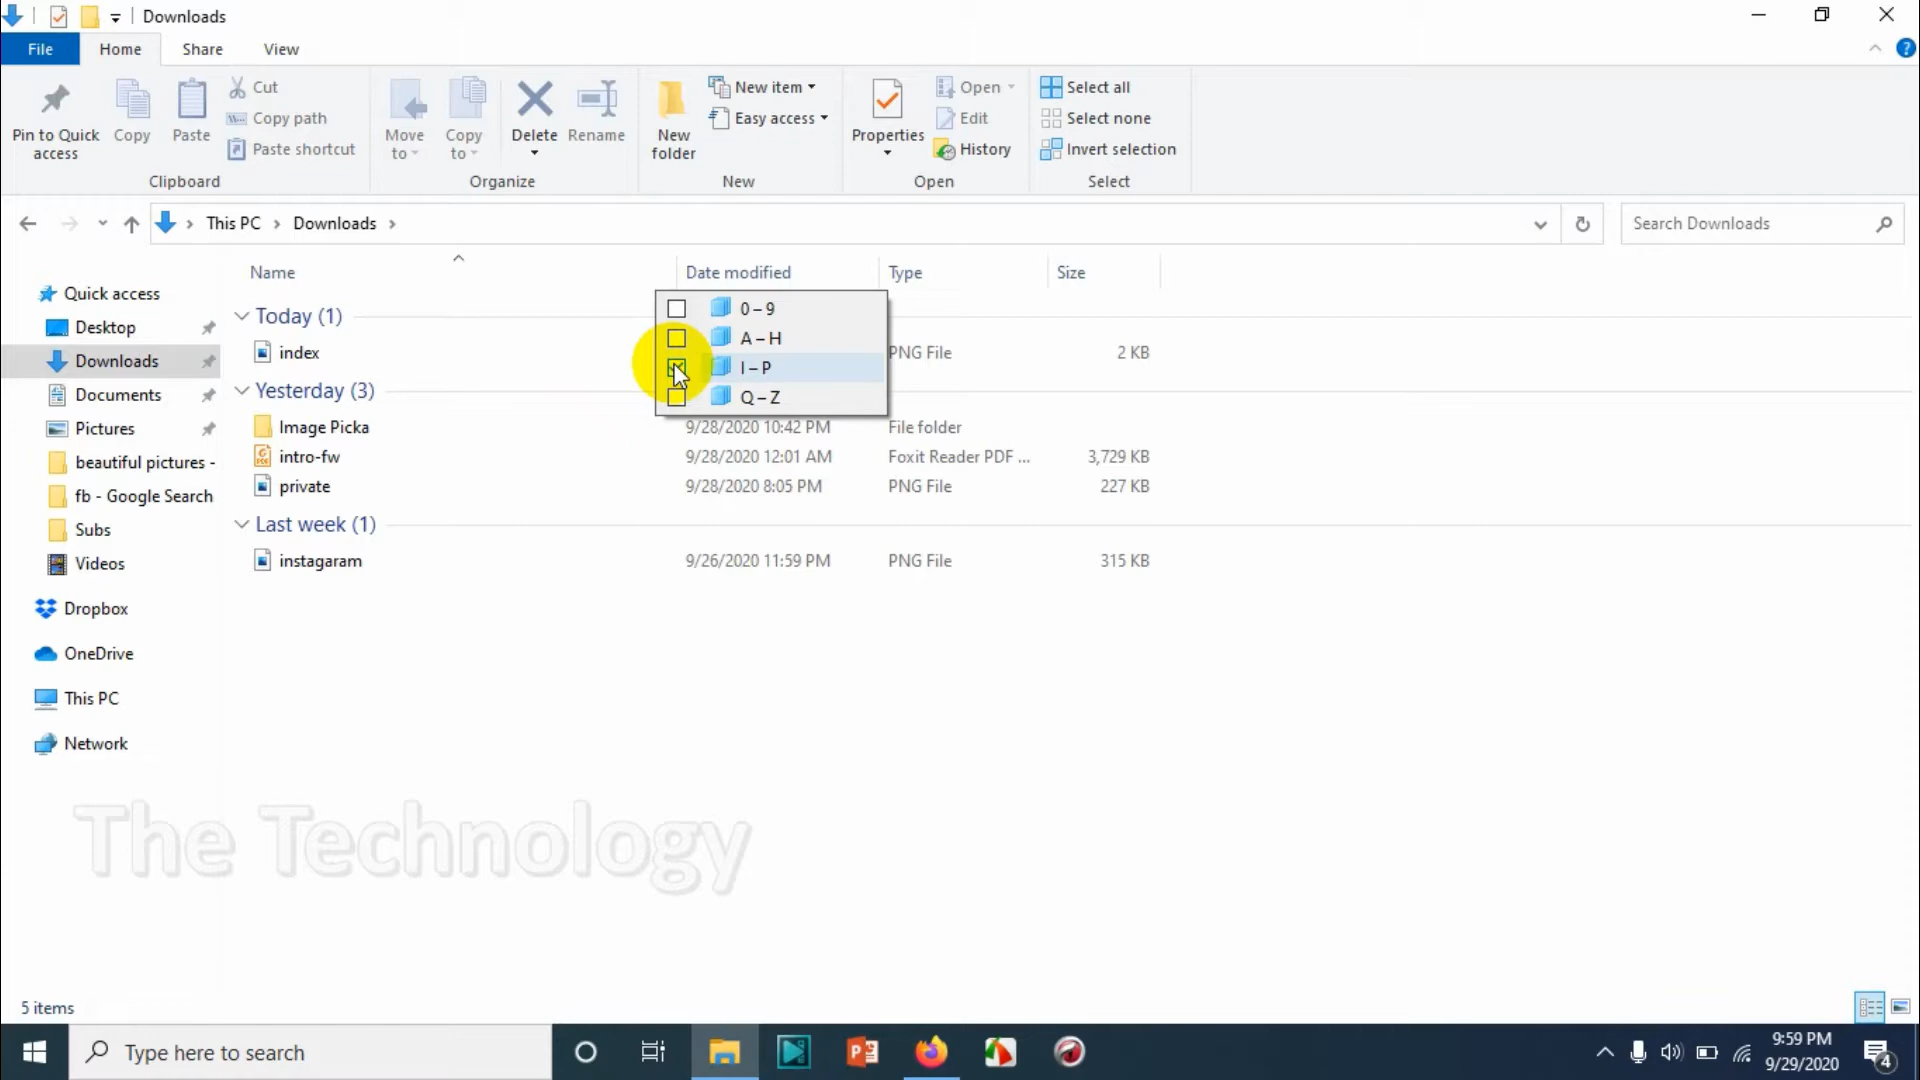 Downloads
File Home Share View
Pin to Quick access
Copy
Paste
Cut
Copy path
Paste shortcut
Clipboard
Move to
Copy to
Delete
Rename
Organize
New folder
New item
Easy access
New
Properties
Open
Edit
History
Open
Select all
Select none
Invert selection
Select
This PC > Downloads >
Search Downloads
Name Date modified Type Size
Quick access
Desktop
Downloads
Documents
Pictures
beautiful pictures -
fb - Google Search
Subs
Videos
Dropbox
OneDrive
This PC
Network
Today (1)
index PNG File 2 KB
Yesterday (3)
Image Picka 9/28/2020 10:42 PM File folder
intro-fw 9/28/2020 12:01 AM Foxit Reader PDF ... 3,729 KB
private 9/28/2020 8:05 PM PNG File 227 KB
Last week (1)
instagaram 9/26/2020 11:59 PM PNG File 315 KB
0 – 9
A – H
I – P
Q – Z
The Technology
5 items
Type here to search
9:59 PM
9/29/2020
4